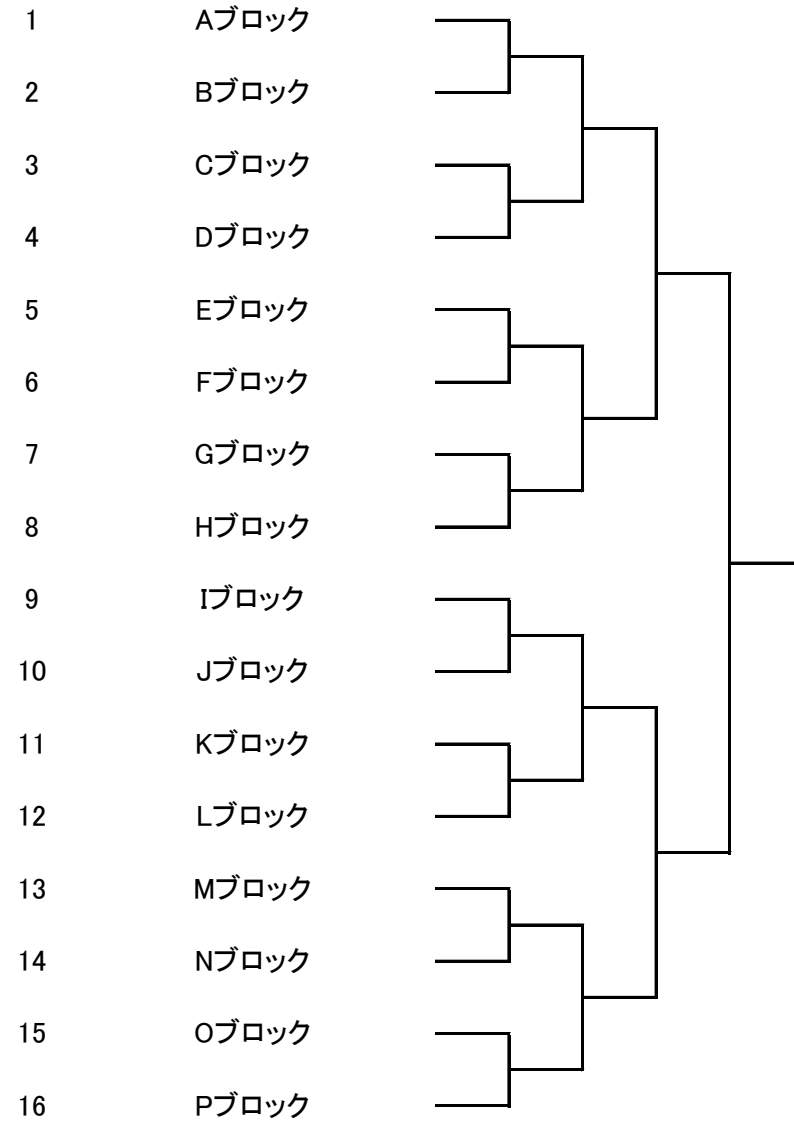 1 Aブロック
2 Bブロック
3 Cブロック
4 Dブロック
5 Eブロック
6 Fブロック
7 Gブロック
8 Hブロック
9 Iブロック
10 Jブロック
11 Kブロック
12 Lブロック
13 Mブロック
14 Nブロック
15 Oブロック
16 Pブロック